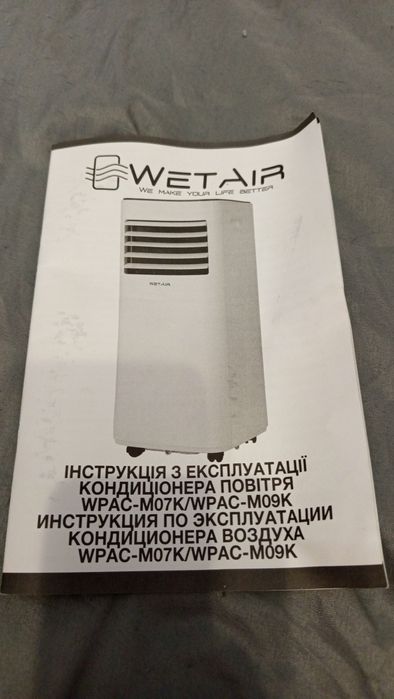 WETAIR
WE MAKE YOUR LIFE BETTER
WETAIR
ІНСТРУКЦІЯ З ЕКСПЛУАТАЦІЇ
КОНДИЦІОНЕРА ПОВІТРЯ
WPAC-M07K/WPAC-M09K
ИНСТРУКЦИЯ ПО ЭКСПЛУАТАЦИИ
КОНДИЦИОНЕРА ВОЗДУХА
WPAC-M07K/WPAC-M09K